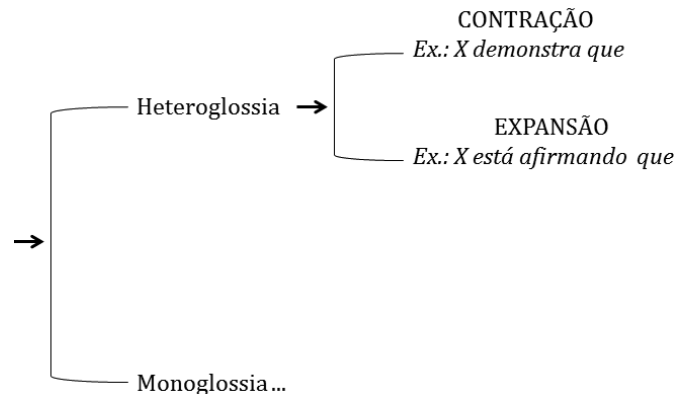 CONTRAÇÃO
Ex.: X demonstra que
Heteroglossia
EXPANSÃO
Ex.: X está afirmando que
Monoglossia...